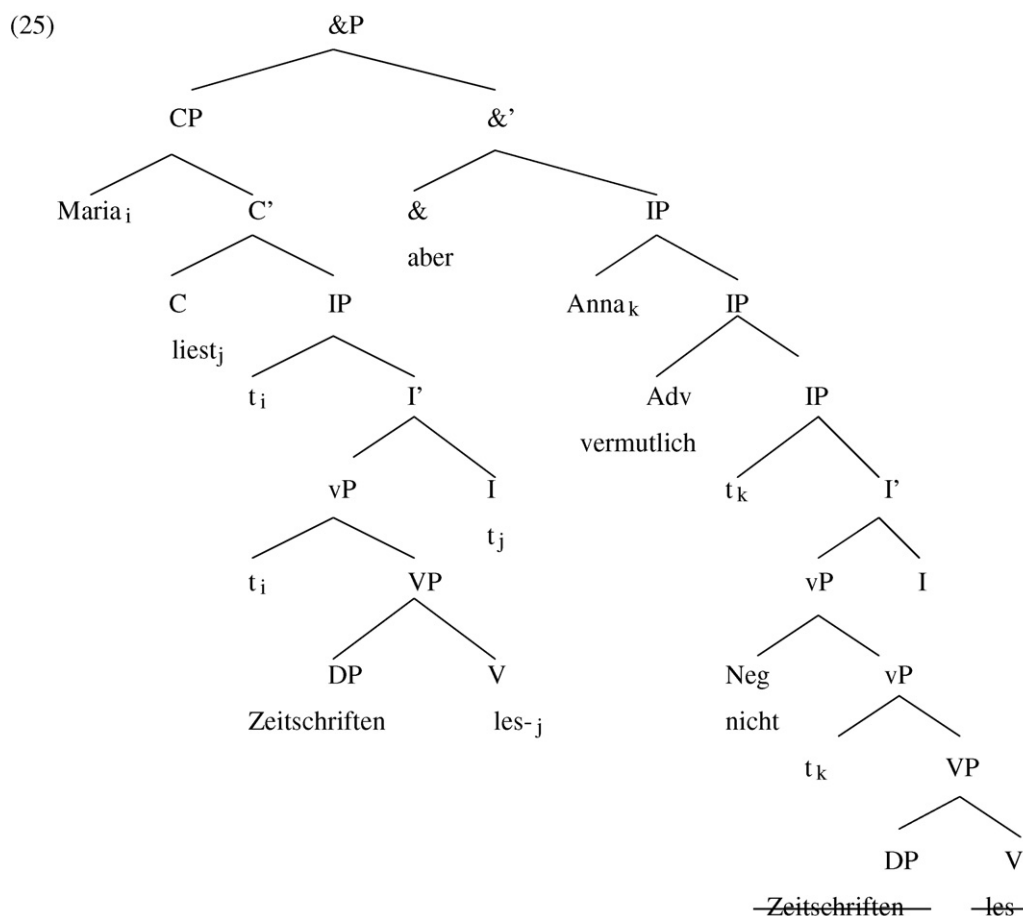 (25) &P
CP &’
Maria i C’ & IP
aber
C IP Anna k IP
liest j
t i I’ Adv IP
vermutlich
vP I t k I’
t j
t i VP vP I
DP V Neg vP
Zeitschriften les- j nicht
t k VP
DP V
Zeitschriften les